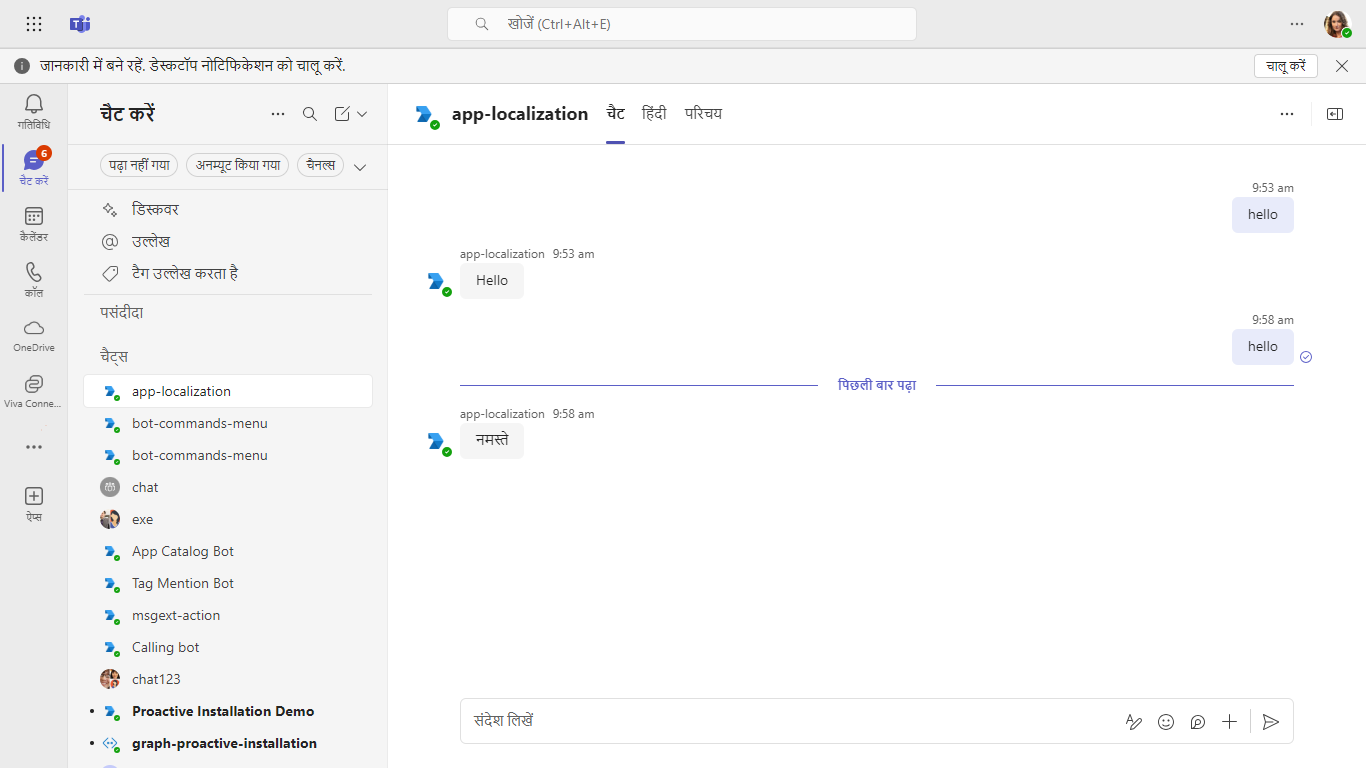 खोजें (Ctrl+Alt+E)
जानकारी में बने रहें. डेस्कटॉप नोटिफिकेशन को चालू करें.
चालू करें
गतिविधि
6
चैट करें
कैलेंडर
कॉल
OneDrive
Viva Conne...
ऐप्स
चैट करें
पढ़ा नहीं गया
अनम्यूट किया गया
चैनल्स
डिस्कवर
उल्लेख
टैग उल्लेख करता है
पसंदीदा
चैट्स
app-localization
bot-commands-menu
bot-commands-menu
chat
exe
App Catalog Bot
Tag Mention Bot
msgext-action
Calling bot
chat123
Proactive Installation Demo
graph-proactive-installation
app-localization चैट हिंदी परिचय
9:53 am
hello
app-localization 9:53 am
Hello
9:58 am
hello
पिछली बार पढ़ा
app-localization 9:58 am
नमस्ते
संदेश लिखें